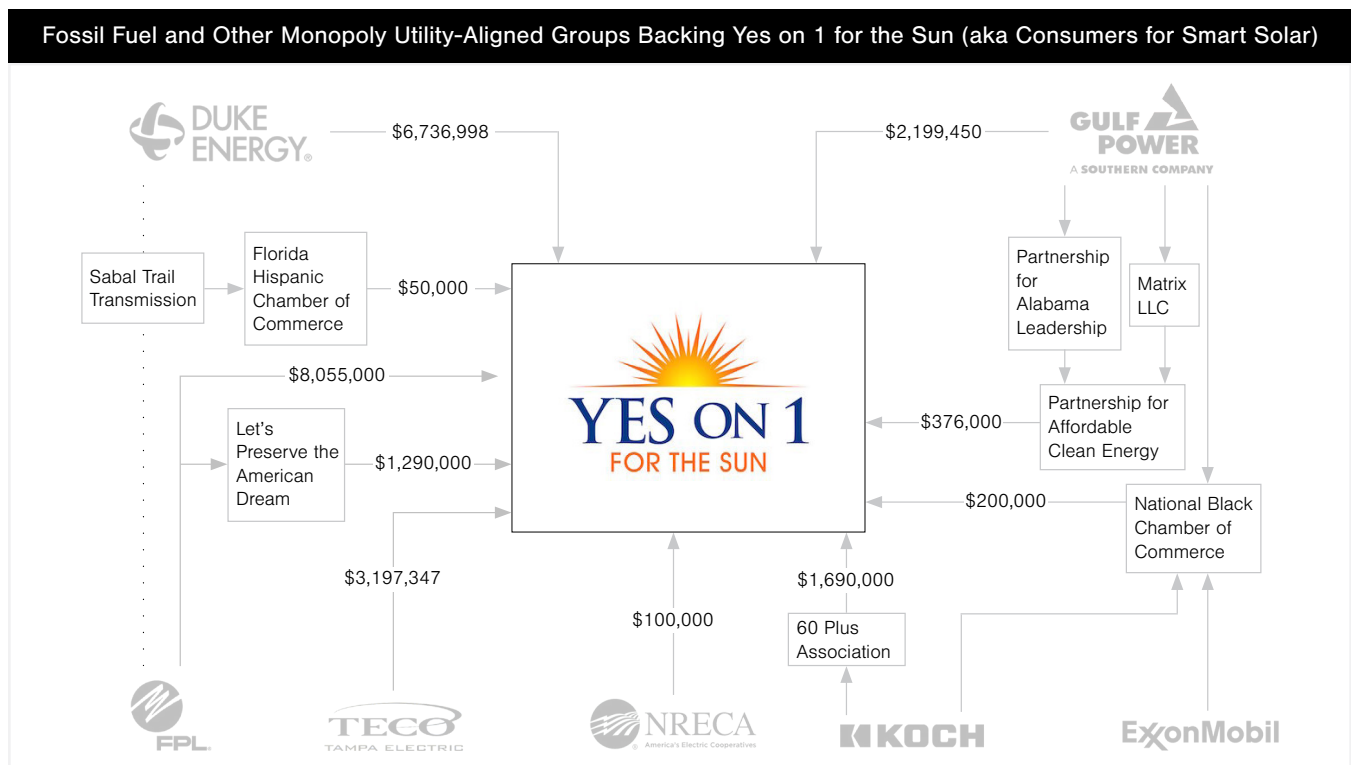 Fossil Fuel and Other Monopoly Utility-Aligned Groups Backing Yes on 1 for the Sun (aka Consumers for Smart Solar)
DUKE
ENERGY®
$6,736,998
$2,199,450
GULF
POWER
A SOUTHERN COMPANY
Sabal Trail
Transmission
Florida
Hispanic
Chamber of
Commerce
$50,000
Partnership
for
Alabama
Leadership
Matrix
LLC
$8,055,000
Let's
Preserve the
American
Dream
$1,290,000
YES ON 1
FOR THE SUN
$376,000
Partnership for
Affordable
Clean Energy
$200,000
National Black
Chamber of
Commerce
$3,197,347
$100,000
$1,690,000
60 Plus
Association
FPL.
TECO
TAMPA ELECTRIC
NRECA
America's Electric Cooperatives
KOCH
ExxonMobil